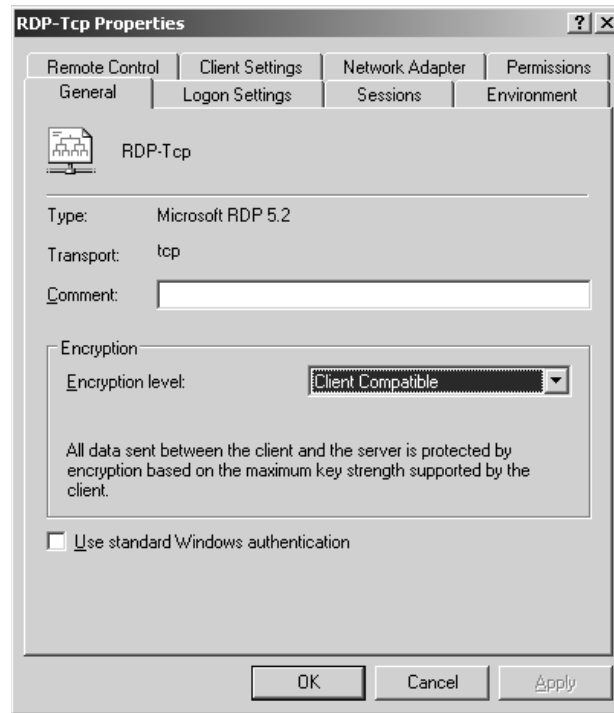 RDP-Tcp Properties
Remote Control Client Settings Network Adapter Permissions
General Logon Settings Sessions Environment
RDP-Tcp
Type: Microsoft RDP 5.2
Transport: tcp
Comment:
Encryption
Encryption level: Client Compatible
All data sent between the client and the server is protected by
encryption based on the maximum key strength supported by the
client.
Use standard Windows authentication
OK Cancel Apply